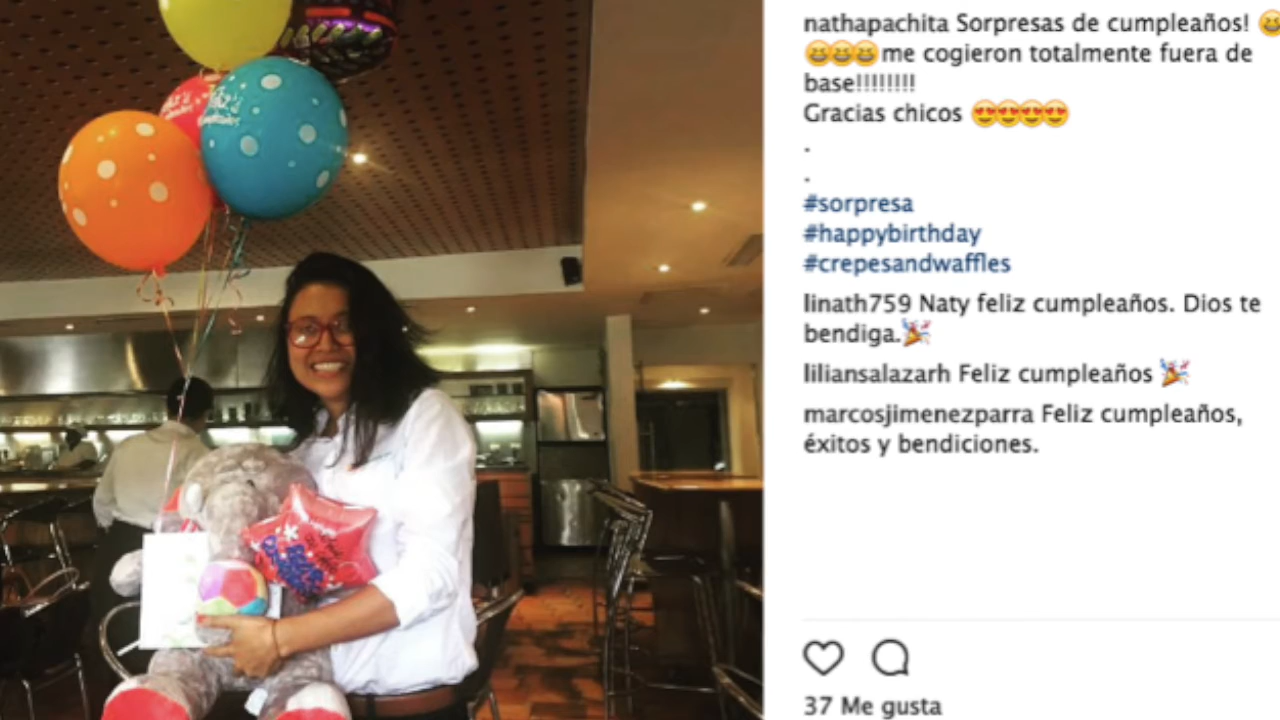 nathapachita Sorpresas de cumpleaños! 😆
😆😆😆me cogieron totalmente fuera de
base!!!!!!!!!
Gracias chicos 😍😍😍😍
.
.
#sorpresa
#happybirthday
#crepesandwaffles
linath759 Naty feliz cumpleaños. Dios te
bendiga.🎉
liliansalazarh Feliz cumpleaños 🎉
marcosjimenezparra Feliz cumpleaños,
éxitos y bendiciones.
37 Me gusta